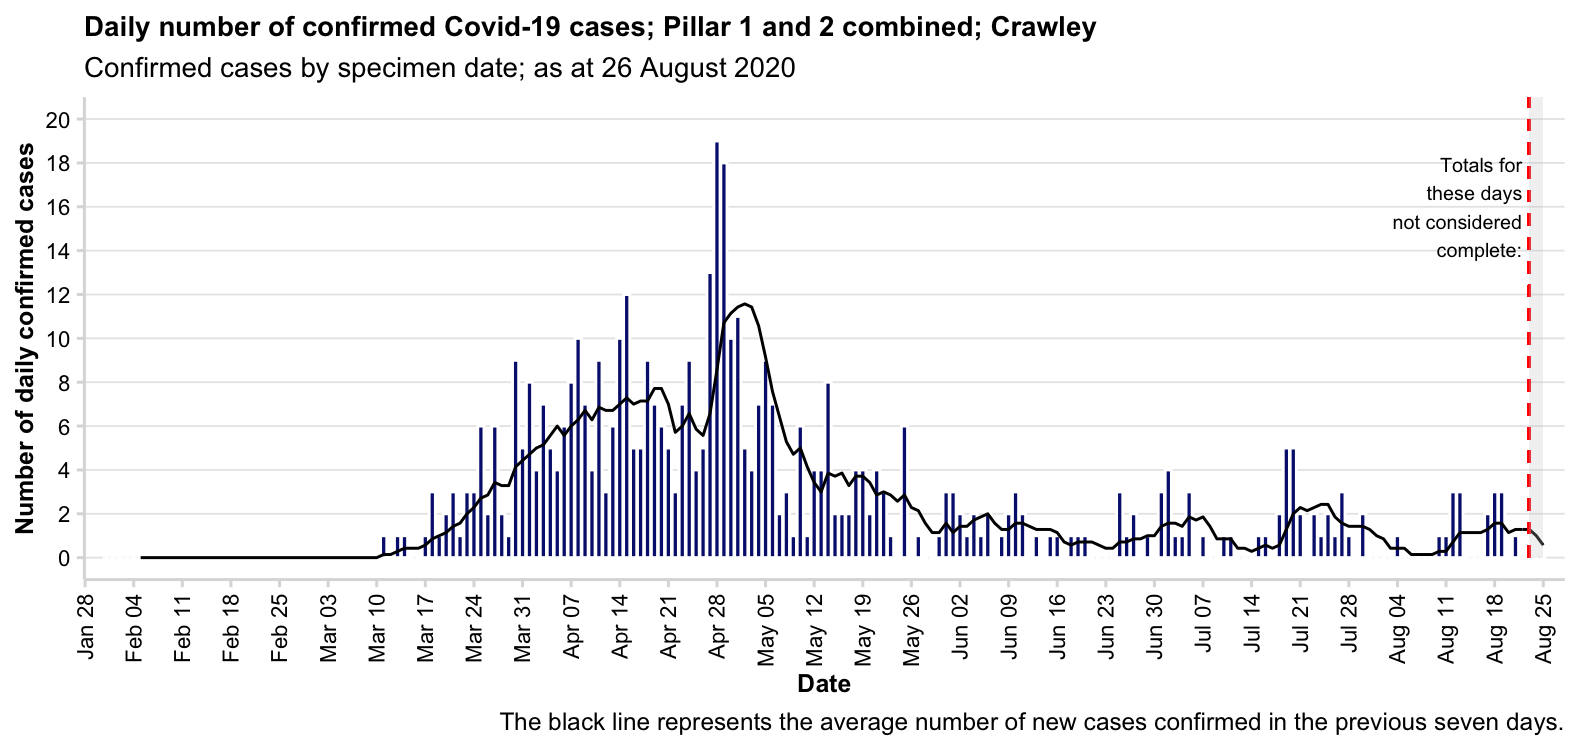 Daily number of confirmed Covid-19 cases; Pillar 1 and 2 combined; Crawley
Confirmed cases by specimen date; as at 26 August 2020
Number of daily confirmed cases
20
18
16
14
12
10
8
6
4
2
0
Totals for
these days
not considered
complete:
Jan 28
Feb 04
Feb 11
Feb 18
Feb 25
Mar 03
Mar 10
Mar 17
Mar 24
Mar 31
Apr 07
Apr 14
Apr 21
Apr 28
May 05
May 12
May 19
May 26
Jun 02
Jun 09
Jun 16
Jun 23
Jun 30
Jul 07
Jul 14
Jul 21
Jul 28
Aug 04
Aug 11
Aug 18
Aug 25
Date
The black line represents the average number of new cases confirmed in the previous seven days.